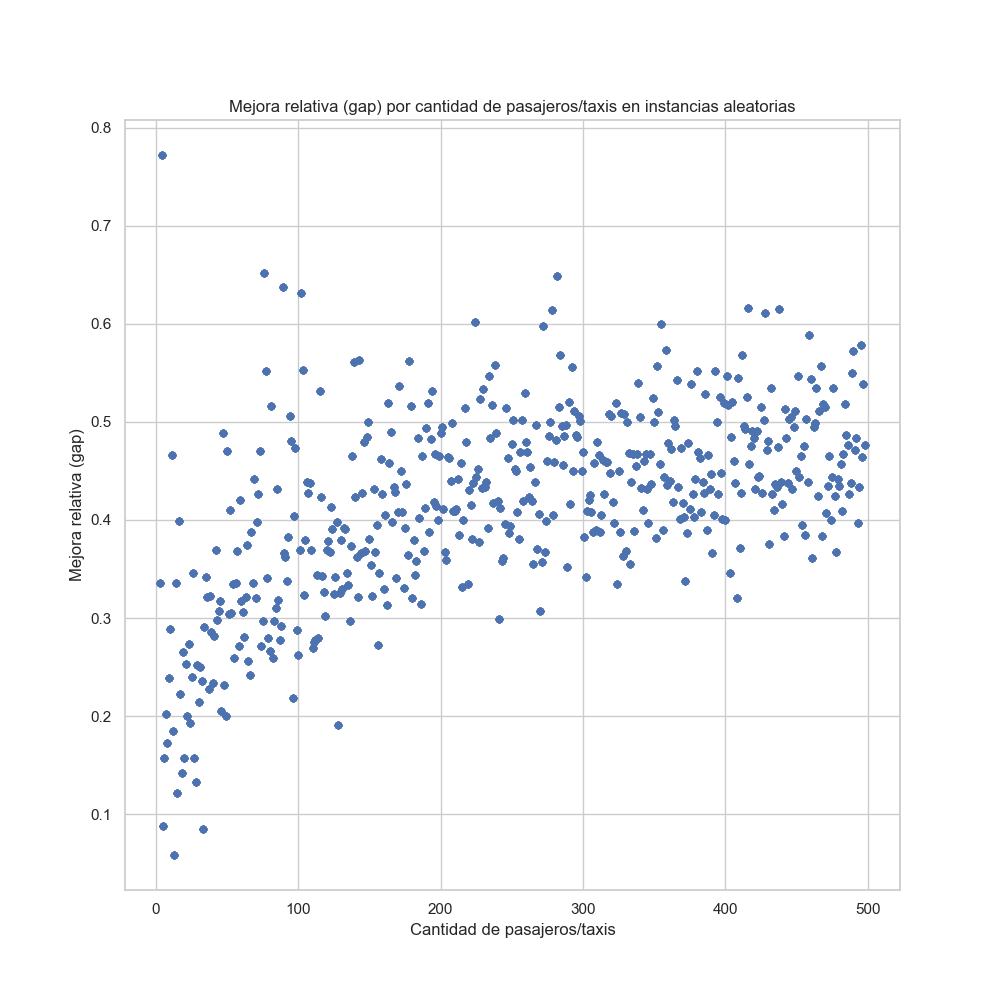 Mejora relativa (gap) por cantidad de pasajeros/taxis en instancias aleatorias
0.8
0.7
0.6
0.5
0.4
0.3
0.2
0.1
Mejora relativa (gap)
0 100 200 300 400 500
Cantidad de pasajeros/taxis